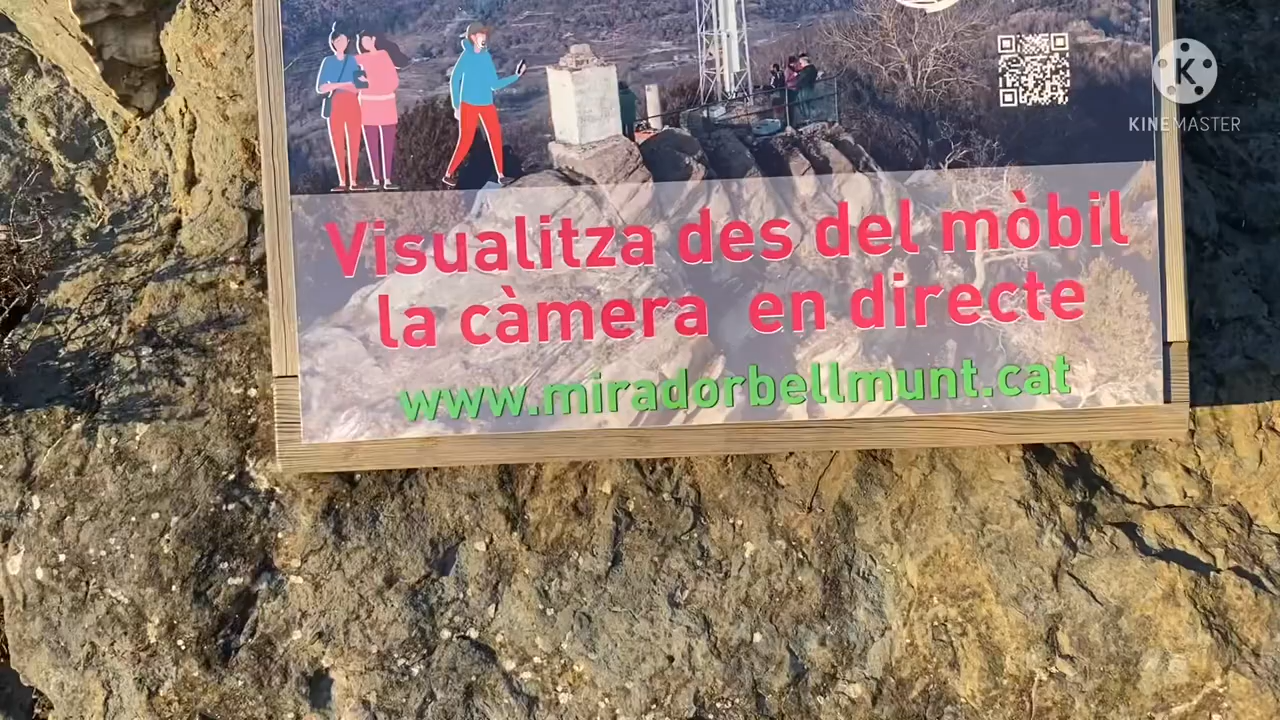 KINEMASTER
Visualitza des del mòbil
la càmera en directe
www.miradorbellmunt.cat